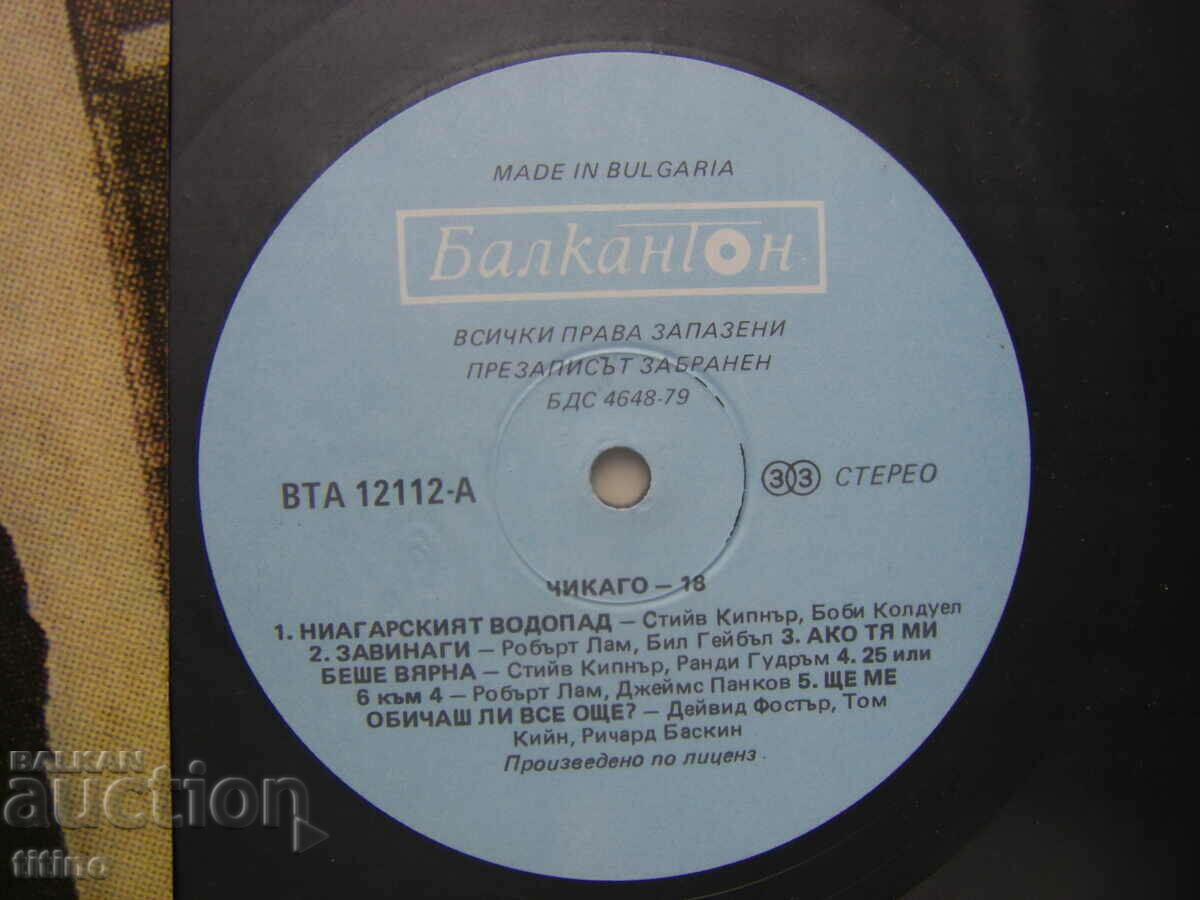 MADE IN BULGARIA
Балкантон
ВСИЧКИ ПРАВА ЗАПАЗЕНИ
ПРЕЗАПИСЪТ ЗАБРАНЕН
БДС 4648-79
ВТА 12112-А
33 СТЕРЕО
ЧИКАГО – 18
1. НИАГАРСКИЯТ ВОДОПАД – Стийв Кипнър, Боби Колдуел
2. ЗАВИНАГИ – Робърт Лам, Бил Гейбъл 3. АКО ТЯ МИ
БЕШЕ ВЯРНА – Стийв Кипнър, Ранди Гудръм 4. 25 или
6 към 4 – Робърт Лам, Джеймс Панков 5. ЩЕ МЕ
ОБИЧАШ ЛИ ВСЕ ОЩЕ? – Дейвид Фостър, Том
Кийн, Ричард Баскин
Произведено по лиценз
BALKAN
auction
titino